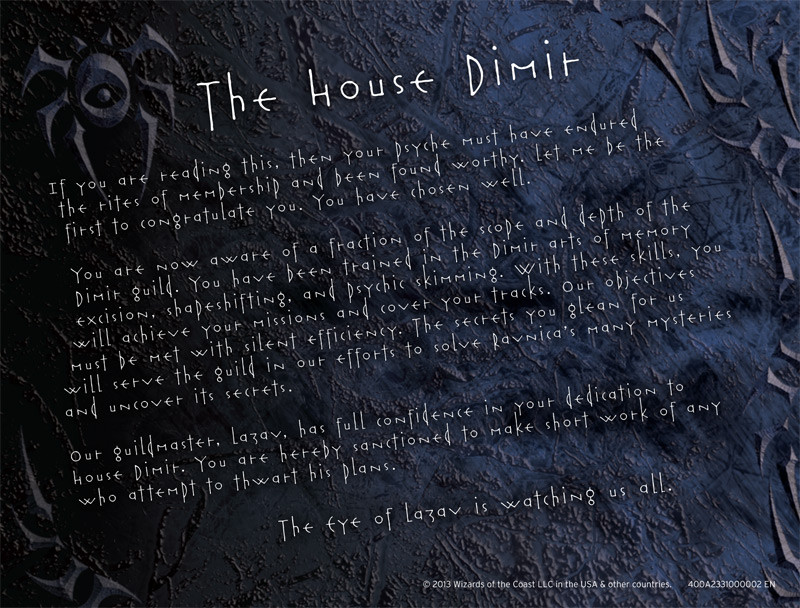 The House Dimir
If you are reading this, then your psyche must have endured
the rites of membership and been found worthy. Let me be the
first to congratulate you. You have chosen well.
You are now aware of a fraction of the scope and depth of the
Dimir guild. You have been trained in the Dimir arts of memory
excision, shapeshifting, and psychic skimming. With these skills, you
will achieve your missions and cover your tracks. Our objectives
must be met with silent efficiency. The secrets you glean for us
will serve the guild in our efforts to solve Ravnica's many mysteries
and uncover its secrets.
Our guildmaster, Lazav, has full confidence in your dedication to
House Dimir. You are hereby sanctioned to make short work of any
who attempt to thwart his plans.
The Eye of Lazav is watching us all.
© 2013 Wizards of the Coast LLC in the USA & other countries. 400A2331000002 EN